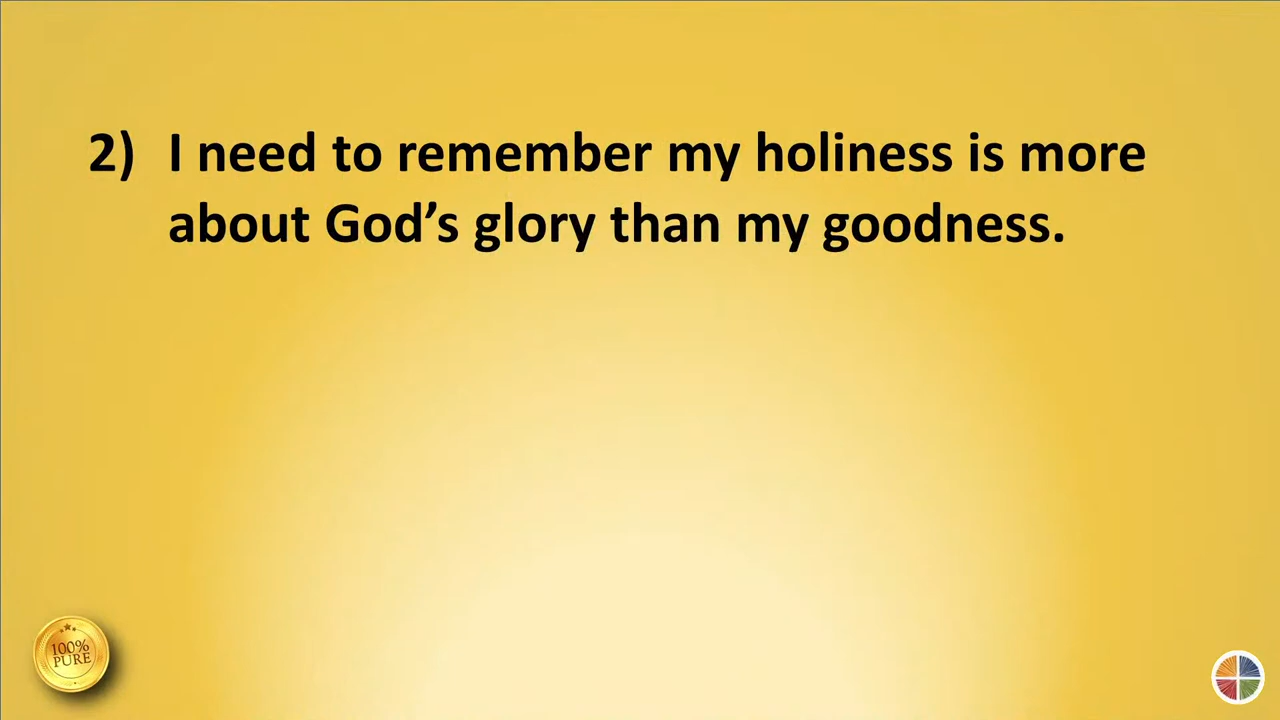 2) I need to remember my holiness is more
about God’s glory than my goodness.
100%
PURE